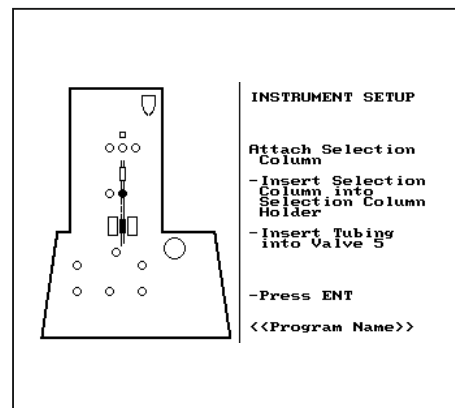 INSTRUMENT SETUP
Attach Selection
Column
-Insert Selection
Column into
Selection Column
Holder
-Insert Tubing
into Valve 5
-Press ENT
<<Program Name>>